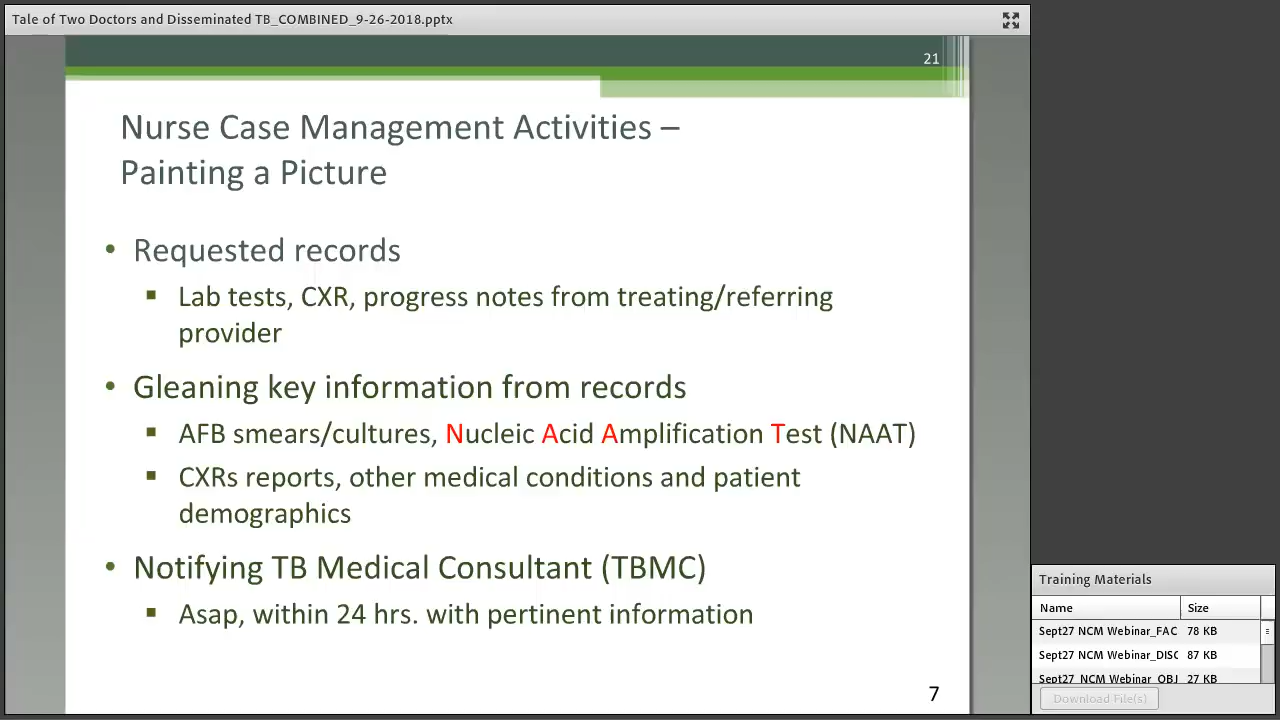 Tale of Two Doctors and Disseminated TB_COMBINED_9-26-2018.pptx
21
Nurse Case Management Activities –
Painting a Picture
• Requested records
▪ Lab tests, CXR, progress notes from treating/referring
provider
• Gleaning key information from records
▪ AFB smears/cultures, Nucleic Acid Amplification Test (NAAT)
▪ CXRs reports, other medical conditions and patient
demographics
• Notifying TB Medical Consultant (TBMC)
▪ Asap, within 24 hrs. with pertinent information
7
Training Materials
Name Size
Sept27 NCM Webinar_FAC 78 KB
Sept27 NCM Webinar_DISC 87 KB
Sept27 NCM Webinar_OBJ 27 KB
Download File(s)